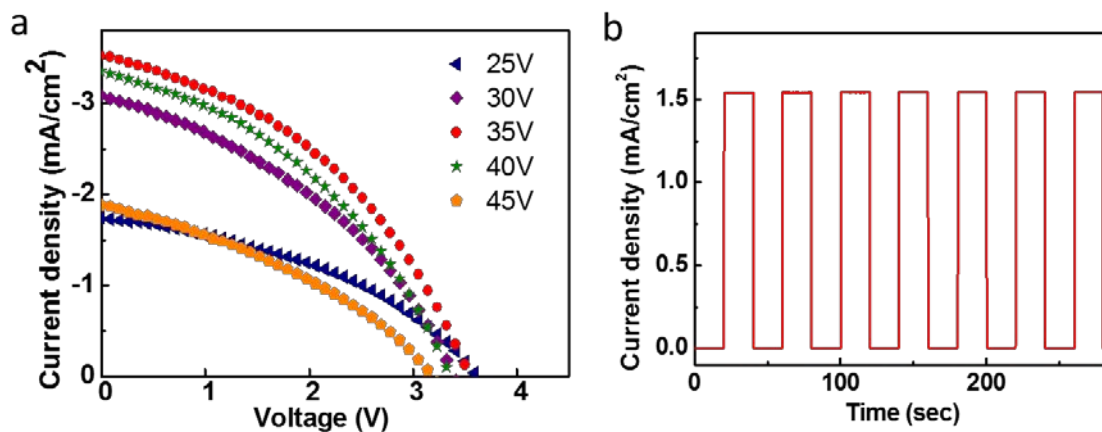 a
Current density (mA/cm²)
-3
-2
-1
0
0 1 2 3 4
Voltage (V)
25V
30V
35V
40V
45V
b
Current density (mA/cm²)
1.5
1.0
0.5
0.0
0 100 200
Time (sec)